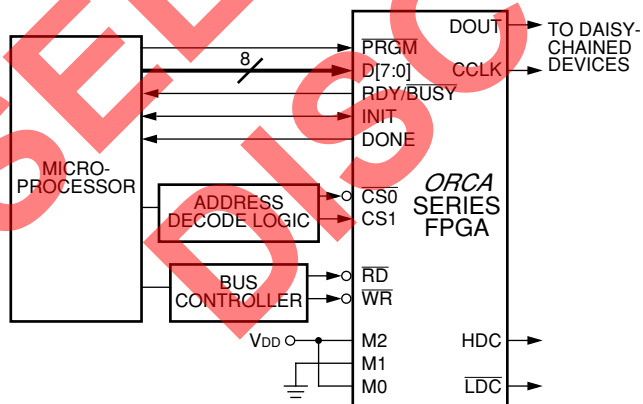 DOUT
TO DAISY-
CHAINED
DEVICES
PRGM
8
D[7:0]
CCLK
RDY/BUSY
INIT
DONE
MICRO-
PROCESSOR
ADDRESS
DECODE LOGIC
CS0
CS1
ORCA
SERIES
FPGA
BUS
CONTROLLER
RD
WR
VDD
M2
HDC
M1
M0
LDC